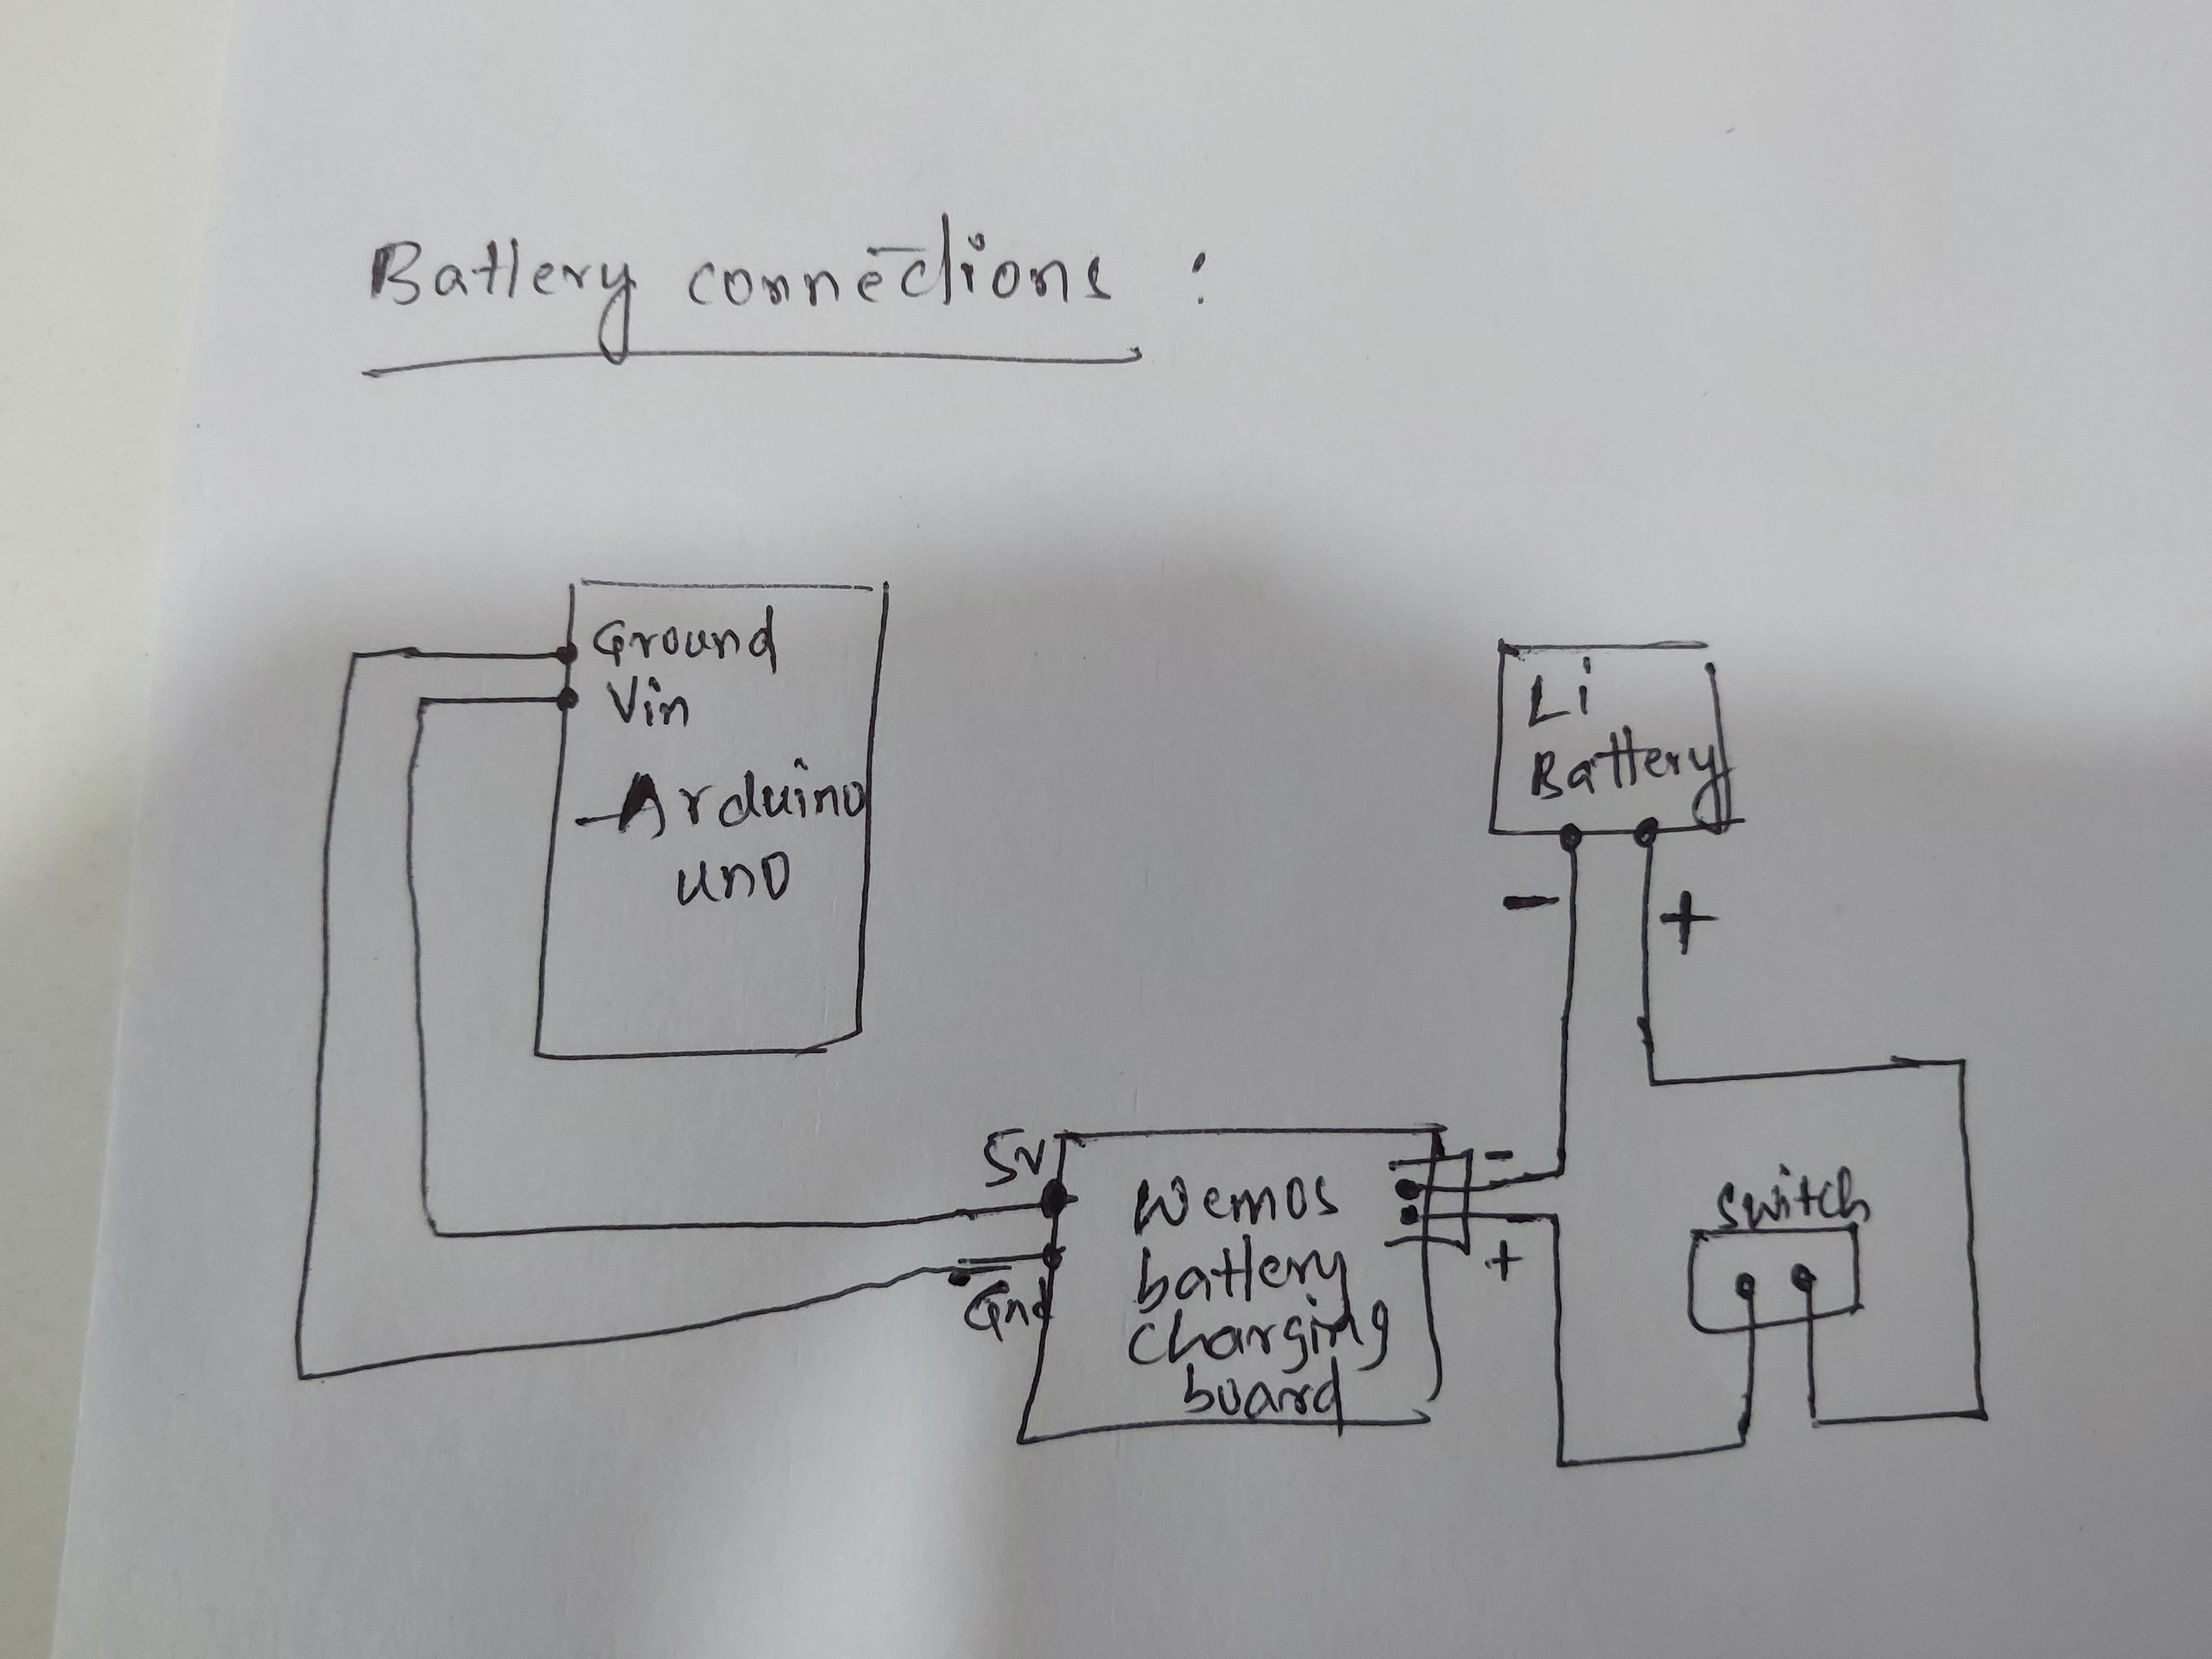 Battery connections :
Ground
Vin
Arduino
uno
5v
Gnd
Wemos
battery
charging
board
-
+
Li
Battery
-
+
Switch